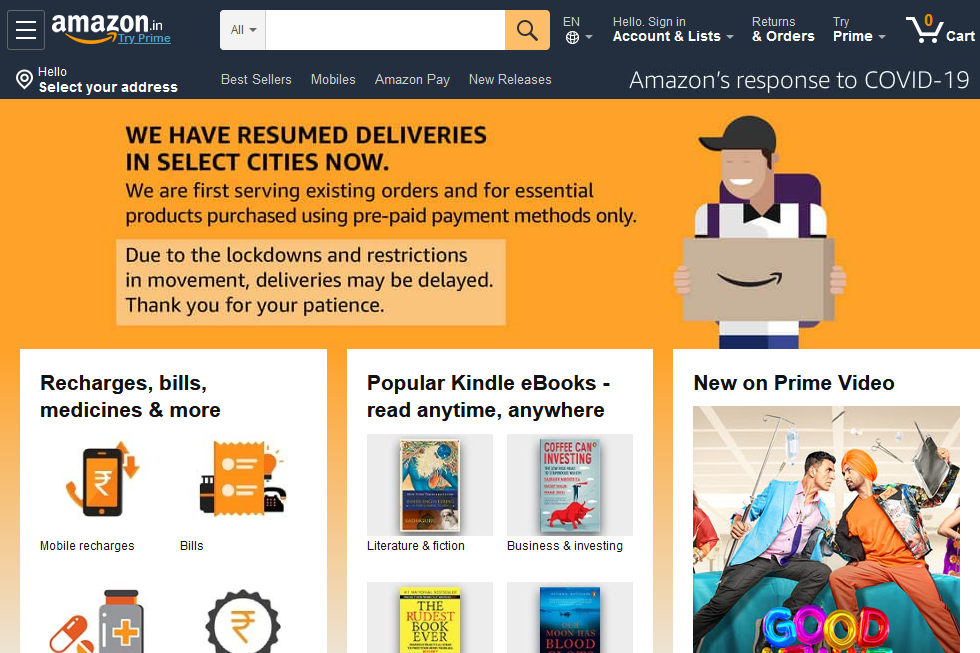 amazon.in
Try Prime
All
EN
Hello. Sign in
Account & Lists
Returns
& Orders
Try
Prime
0
Cart
Hello
Select your address
Best Sellers
Mobiles
Amazon Pay
New Releases
Amazon's response to COVID-19
WE HAVE RESUMED DELIVERIES
IN SELECT CITIES NOW.
We are first serving existing orders and for essential
products purchased using pre-paid payment methods only.
Due to the lockdowns and restrictions
in movement, deliveries may be delayed.
Thank you for your patience.
Recharges, bills,
medicines & more
₹
Mobile recharges
Bills
₹
Popular Kindle eBooks -
read anytime, anywhere
SADHGURU
COFFEE CAN
INVESTING
Literature & fiction
Business & investing
THE
RUDEST
BOOK
EVER
OUR
MOON HAS
BLOOD
CLOTS
New on Prime Video
GOOD